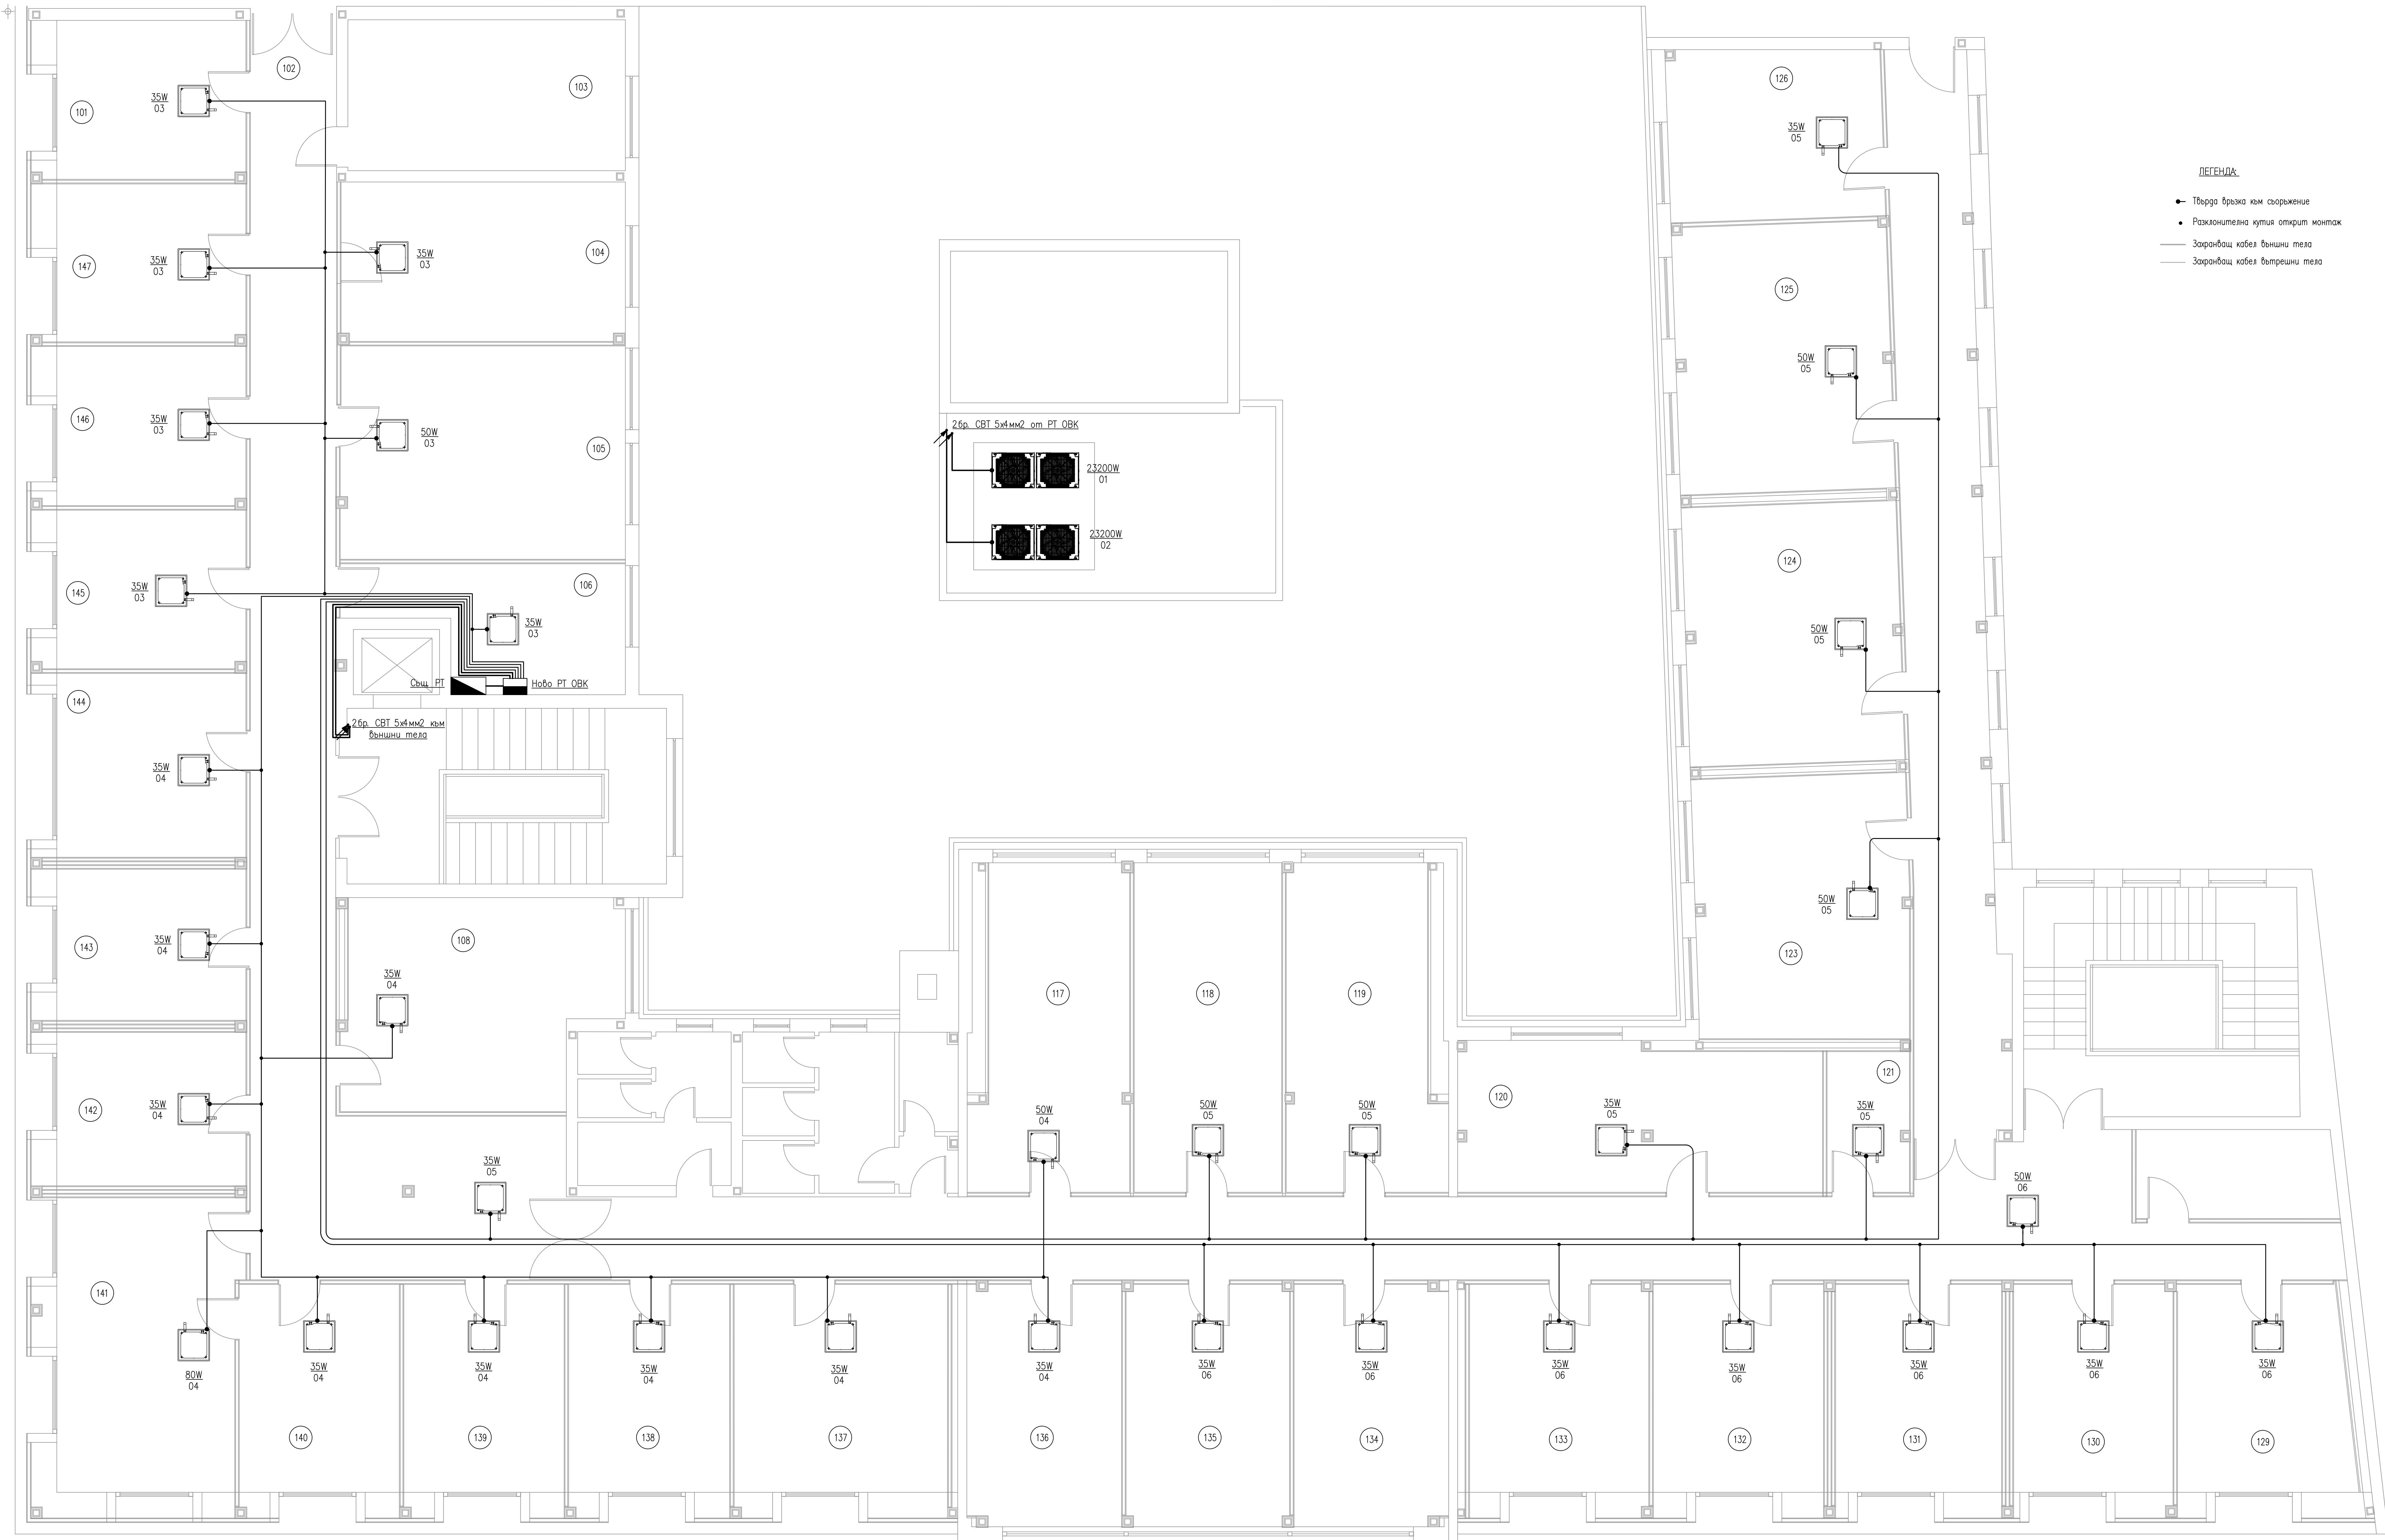 102
103
126
101
35W
03
35W
05
ЛЕГЕНДА:
Твърда връзка към съоръжение
Разклонителна кутия открит монтаж
Захранващ кабел външни тела
Захранващ кабел вътрешни тела
147
35W
03
35W
03
104
125
50W
05
146
35W
03
50W
03
105
2бр. СВТ 5x4мм2 от РТ ОВК
23200W
01
23200W
02
124
50W
05
145
35W
03
106
35W
03
Същ. РТ
Ново РТ ОВК
144
2бр. СВТ 5x4мм2 към
външни тела
35W
04
143
35W
04
108
35W
04
50W
05
123
117
118
119
142
35W
04
120
121
50W
04
50W
05
50W
05
35W
05
35W
05
35W
05
50W
06
141
80W
04
35W
04
35W
04
35W
04
35W
04
35W
04
35W
06
35W
06
35W
06
35W
06
35W
06
35W
06
35W
06
140
139
138
137
136
135
134
133
132
131
130
129